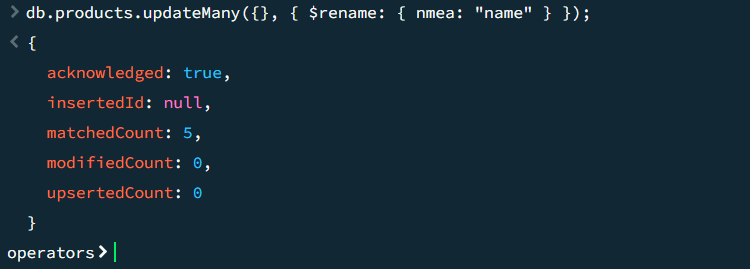 > db.products.updateMany({}, { $rename: { nmea: "name" } });
< {
acknowledged: true,
insertedId: null,
matchedCount: 5,
modifiedCount: 0,
upsertedCount: 0
}
operators>